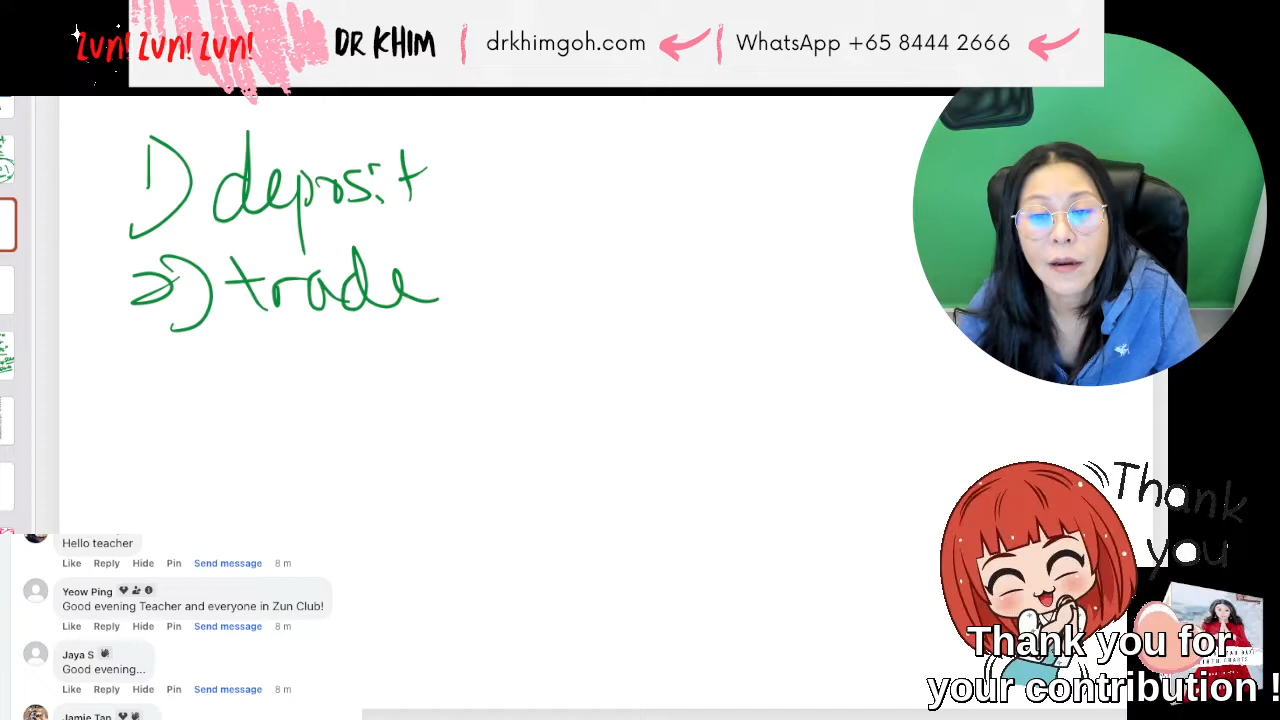 Zun! Zun! Zun!
DR KHIM
drkhimgoh.com
WhatsApp +65 8444 2666
1) deposit
2) trade
Hello teacher
Like Reply Hide Pin Send message 8 m
Yeow Ping
Good evening Teacher and everyone in Zun Club!
Like Reply Hide Pin Send message 8 m
Jaya S
Good evening...
Like Reply Hide Pin Send message 8 m
Jamie Tan
Thank you
Thank you for
your contribution !